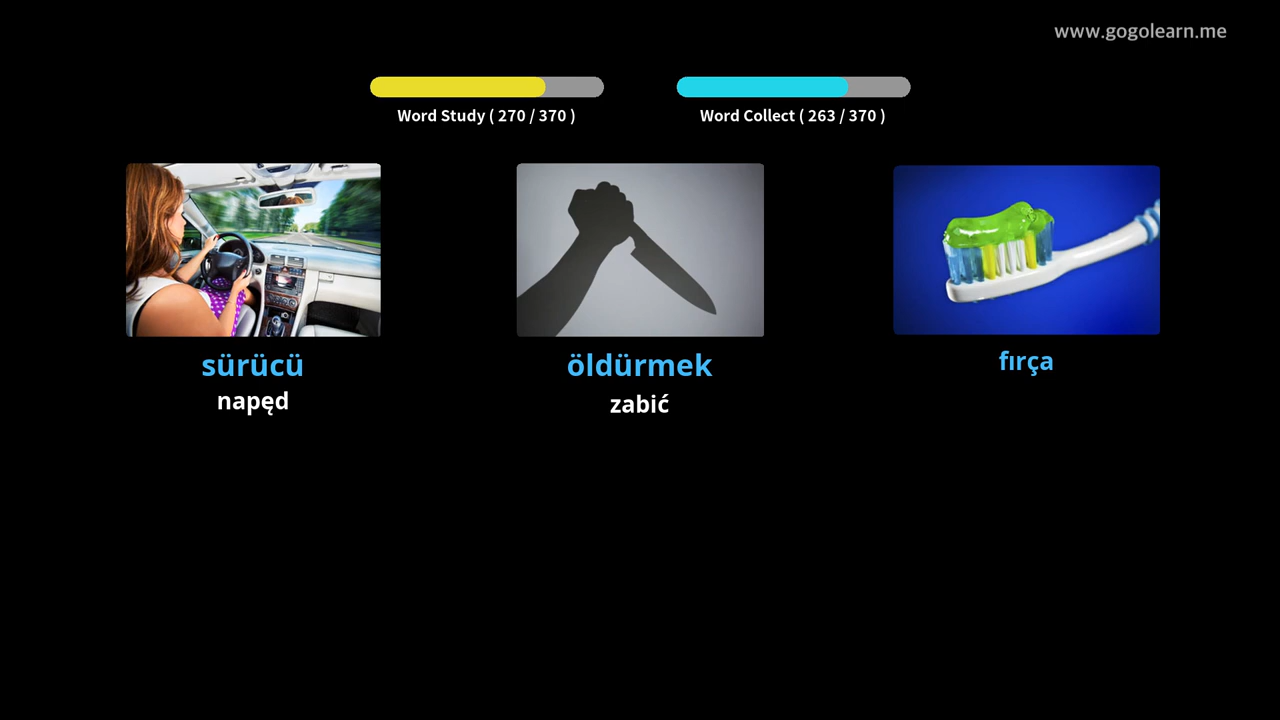 www.gogolearn.me
Word Study ( 270 / 370 )
Word Collect ( 263 / 370 )
sürücü
napęd
öldürmek
zabić
fırça